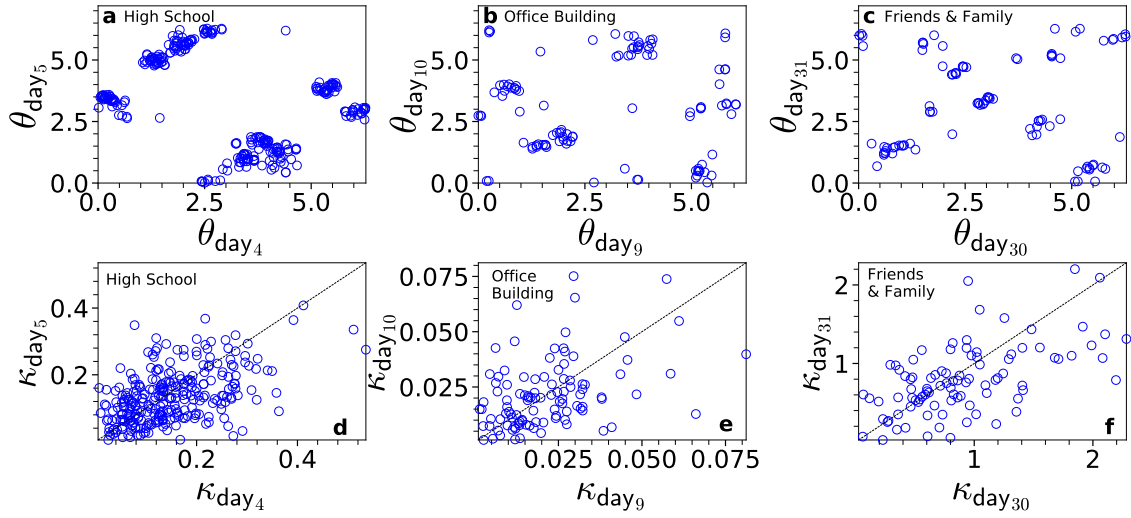 a High School
θday5
5.0
2.5
0.0
0.0 2.5 5.0
θday4
b Office Building
θday10
5.0
2.5
0.0
0.0 2.5 5.0
θday9
c Friends & Family
θday31
5.0
2.5
0.0
0.0 2.5 5.0
θday30
High School
κday5
0.4
0.2
d
0.2 0.4
κday4
Office
Building
κday10
0.075
0.050
0.025
e
0.025 0.050 0.075
κday9
Friends
& Family
κday31
2
1
f
1 2
κday30